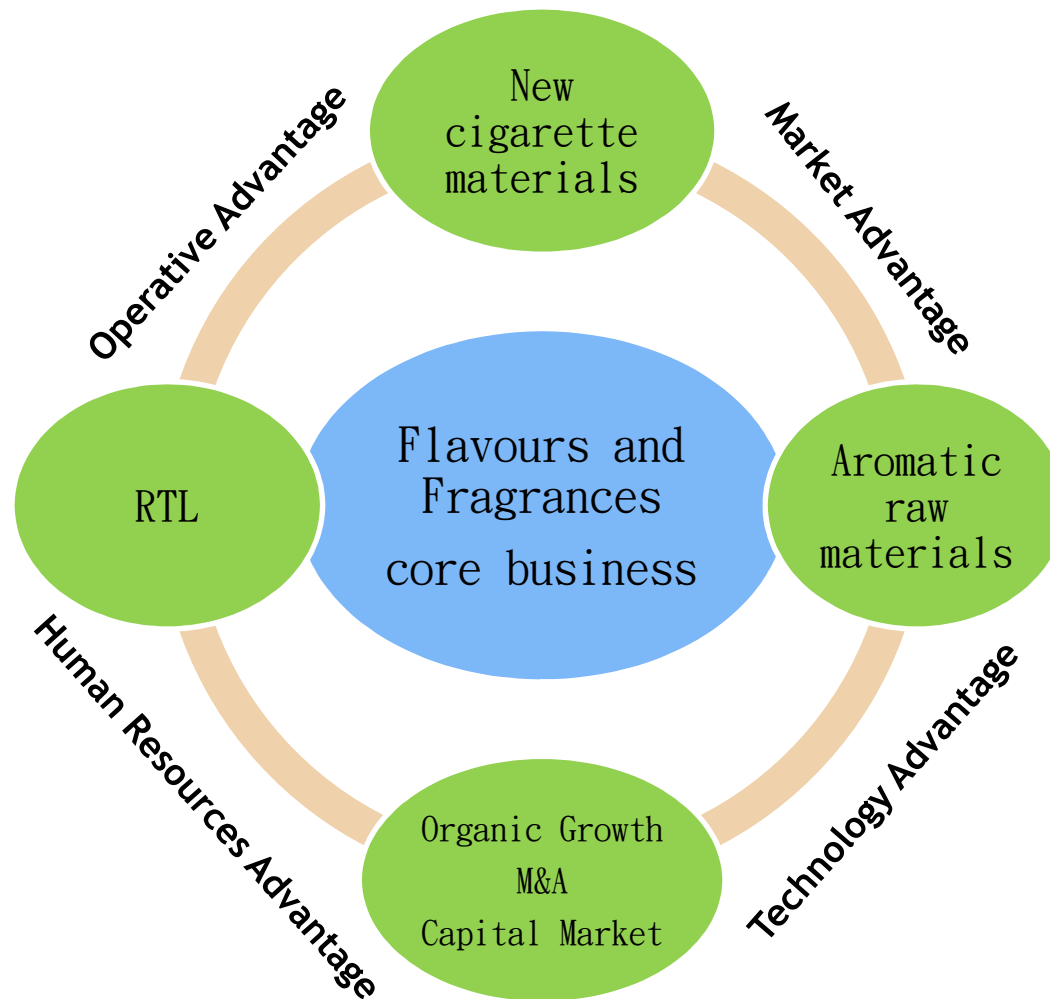 New
cigarette
materials
Operative Advantage
Market Advantage
Flavours and
Fragrances
core business
RTL
Aromatic
raw
materials
Human Resources Advantage
Technology Advantage
Organic Growth
M&A
Capital Market